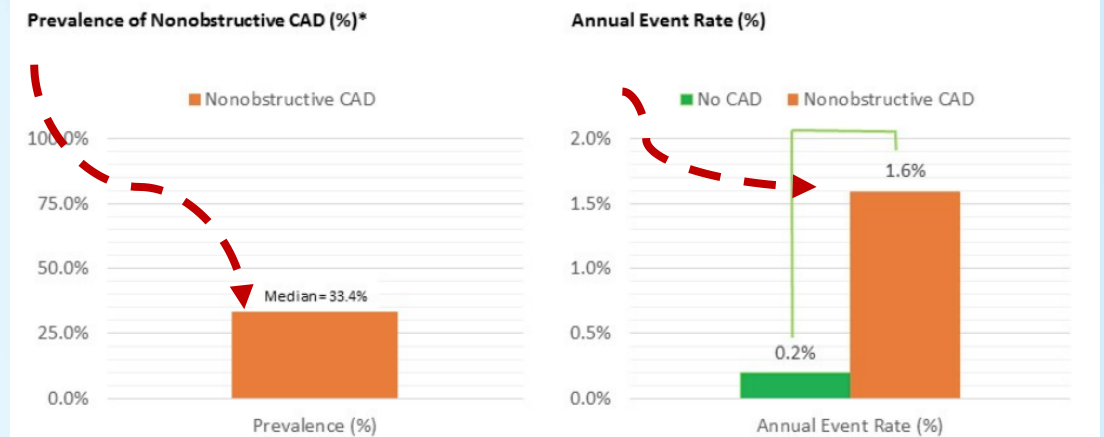 Prevalence of Nonobstructive CAD (%)*
Nonobstructive CAD
100.0%
75.0%
50.0%
25.0%
0.0%
Median= 33.4%
Prevalence (%)
Annual Event Rate (%)
No CAD Nonobstructive CAD
2.0%
1.5%
1.0%
0.5%
0.0%
1.6%
0.2%
Annual Event Rate (%)